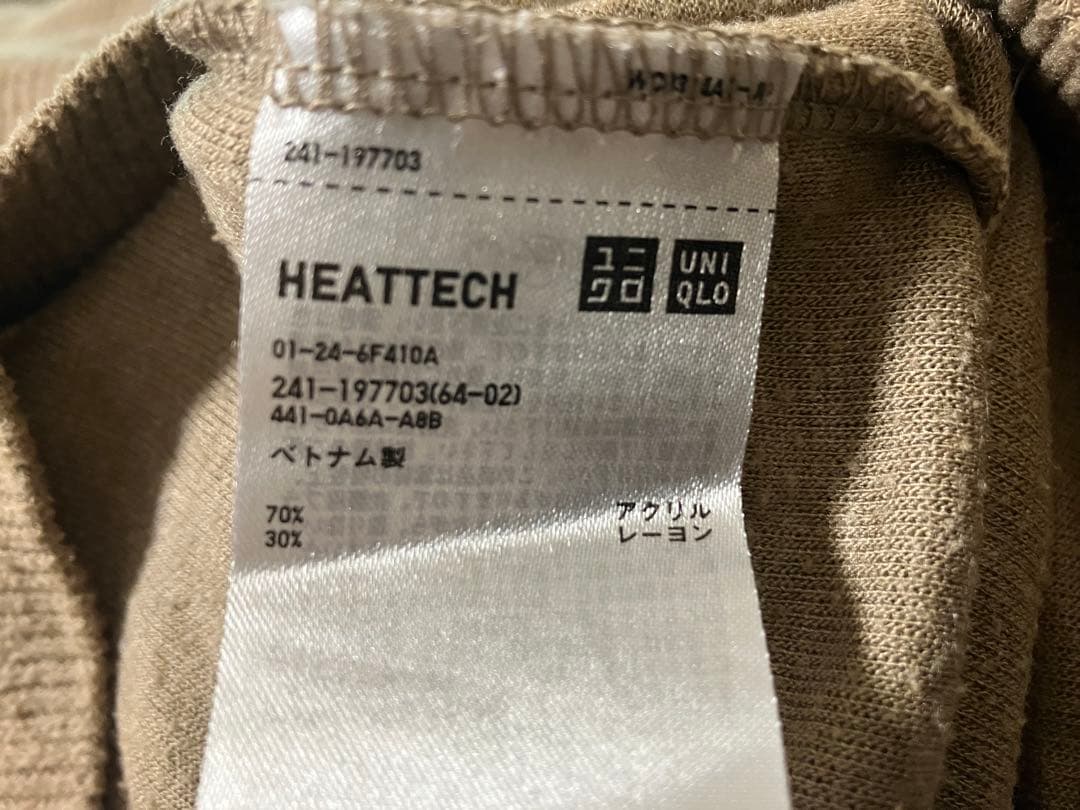 241-197703
HEATTECH
ユニ
クロ
UNI
QLO
01-24-6F410A
241-197703(64-02)
441-0A6A-A8B
ベトナム製
70% アクリル
30% レーヨン